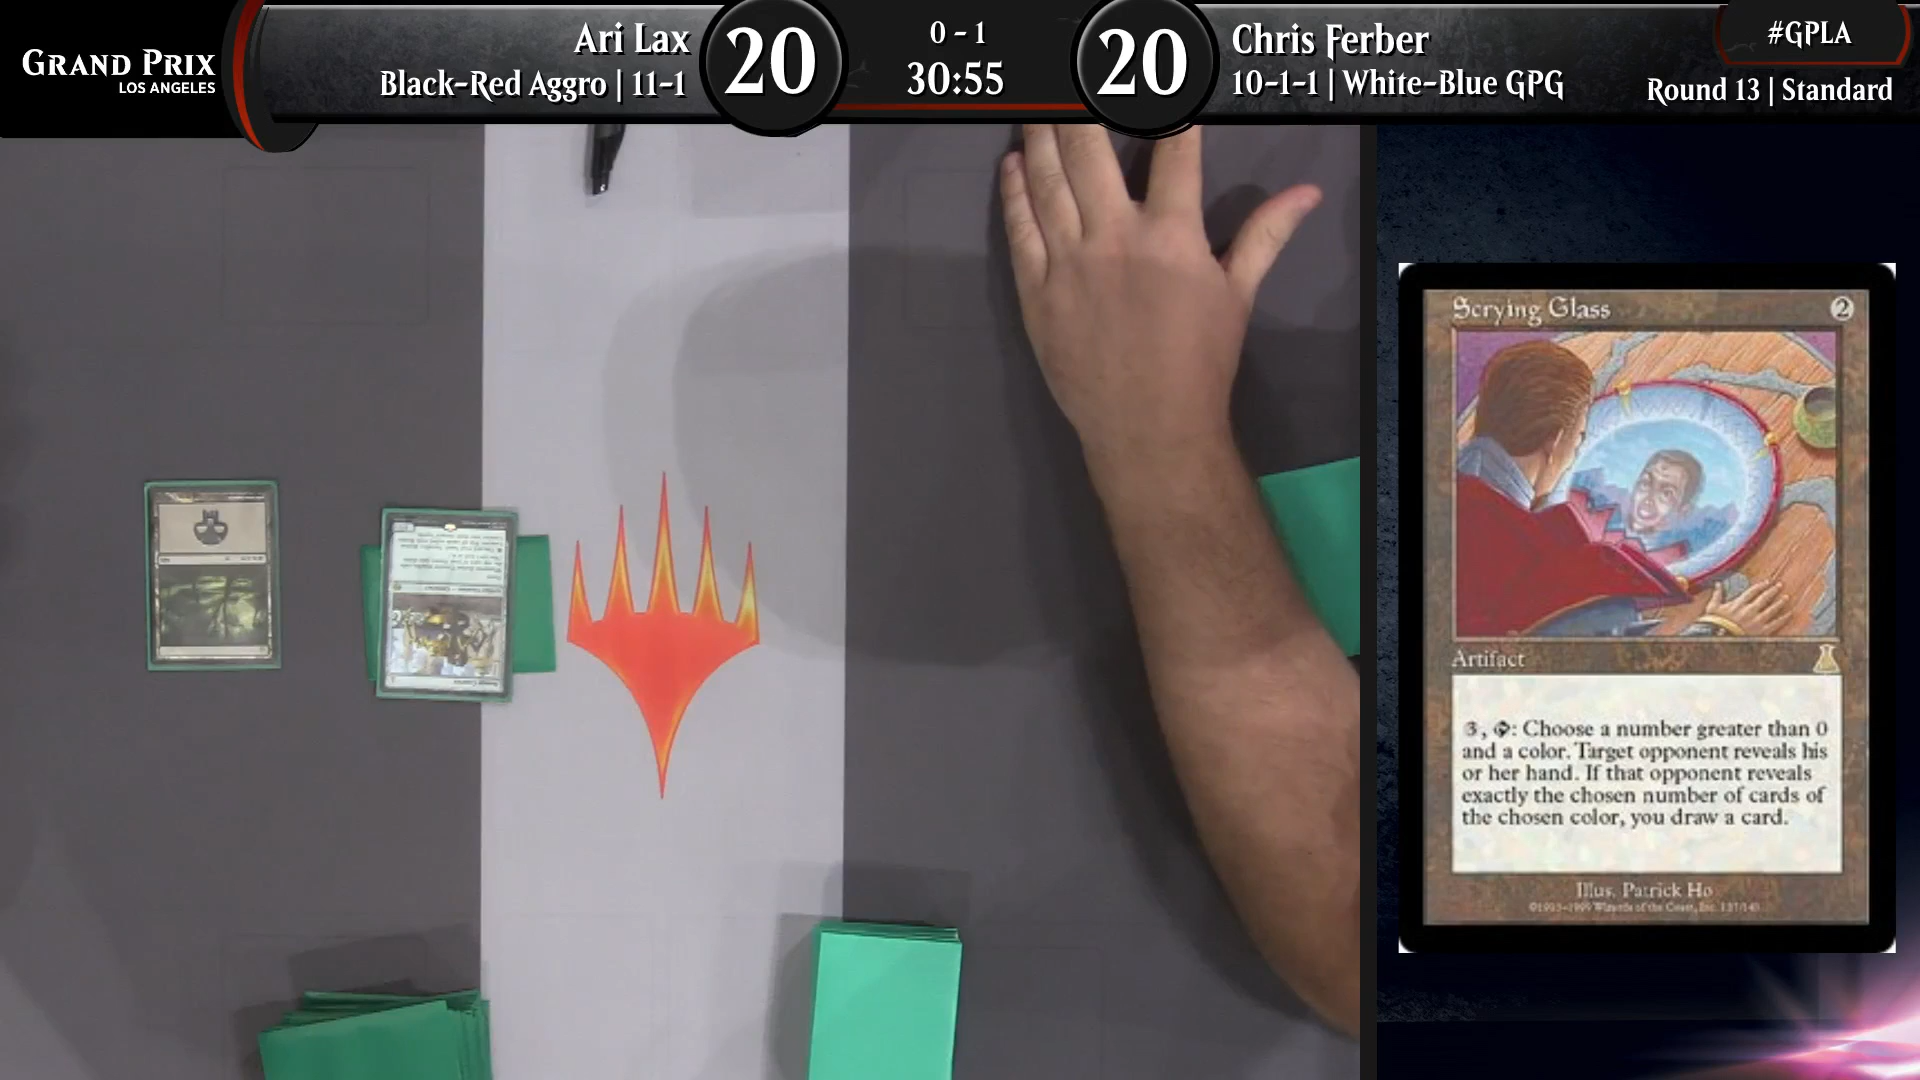 GRAND PRIX
LOS ANGELES
Ari Lax
Black-Red Aggro | 11-1
20
0 - 1
30:55
20
Chris Ferber
10-1-1 | White-Blue GPG
#GPLA
Round 13 | Standard
Scrying Glass
2
Artifact
3, : Choose a number greater than 0
and a color. Target opponent reveals his
or her hand. If that opponent reveals
exactly the chosen number of cards of
the chosen color, you draw a card.
Illus. Patrick Ho